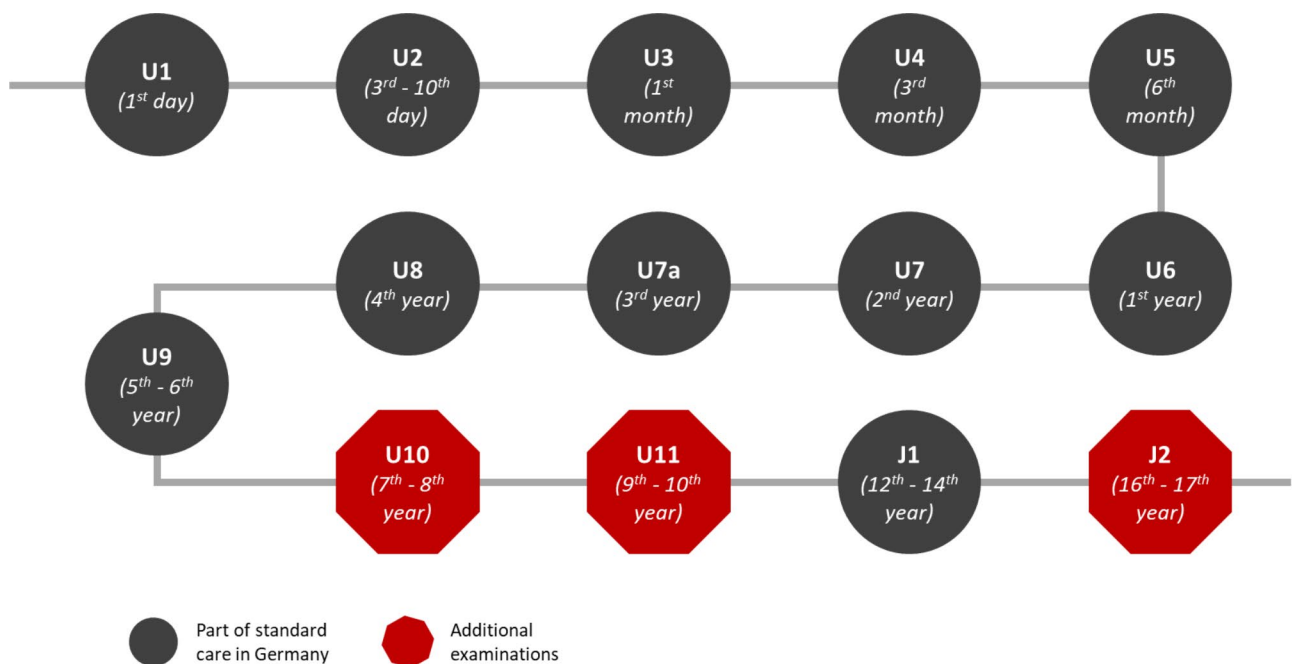 U1
(1st day)
U2
(3rd - 10th
day)
U3
(1st
month)
U4
(3rd
month)
U5
(6th
month)
U6
(1st year)
U7
(2nd year)
U7a
(3rd year)
U8
(4th year)
U9
(5th - 6th
year)
U10
(7th - 8th
year)
U11
(9th - 10th
year)
J1
(12th - 14th
year)
J2
(16th - 17th
year)
Part of standard
care in Germany
Additional
examinations